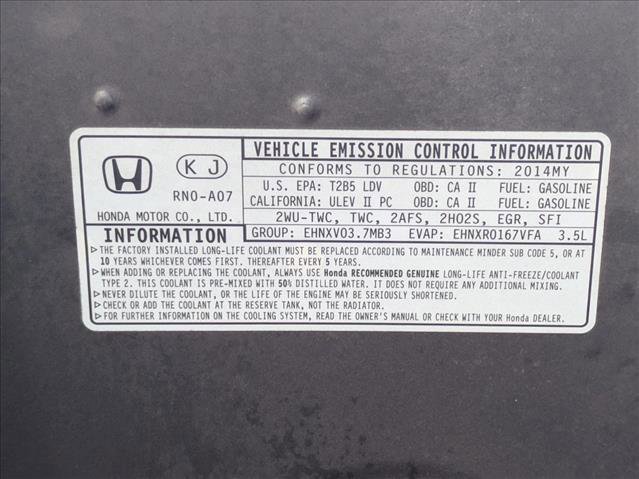 KJ
RN0-A07
HONDA MOTOR CO., LTD.
VEHICLE EMISSION CONTROL INFORMATION
CONFORMS TO REGULATIONS: 2014MY
U.S. EPA: T2B5 LDV OBD: CA II FUEL: GASOLINE
CALIFORNIA: ULEV II PC OBD: CA II FUEL: GASOLINE
2WU-TWC, TWC, 2AFS, 2HO2S, EGR, SFI
GROUP: EHNXV03.7MB3 EVAP: EHNXR0167VFA 3.5L
INFORMATION
▷THE FACTORY INSTALLED LONG-LIFE COOLANT MUST BE REPLACED ACCORDING TO MAINTENANCE MINDER SUB CODE 5, OR AT
10 YEARS WHICHEVER COMES FIRST. THEREAFTER EVERY 5 YEARS.
▷WHEN ADDING OR REPLACING THE COOLANT, ALWAYS USE Honda RECOMMENDED GENUINE LONG-LIFE ANTI-FREEZE/COOLANT
TYPE 2. THIS COOLANT IS PRE-MIXED WITH 50% DISTILLED WATER. IT DOES NOT REQUIRE ANY ADDITIONAL MIXING.
▷NEVER DILUTE THE COOLANT, OR THE LIFE OF THE ENGINE MAY BE SERIOUSLY SHORTENED.
▷CHECK OR ADD THE COOLANT AT THE RESERVE TANK, NOT THE RADIATOR.
▷FOR FURTHER INFORMATION ON THE COOLING SYSTEM, READ THE OWNER'S MANUAL OR CHECK WITH YOUR Honda DEALER.